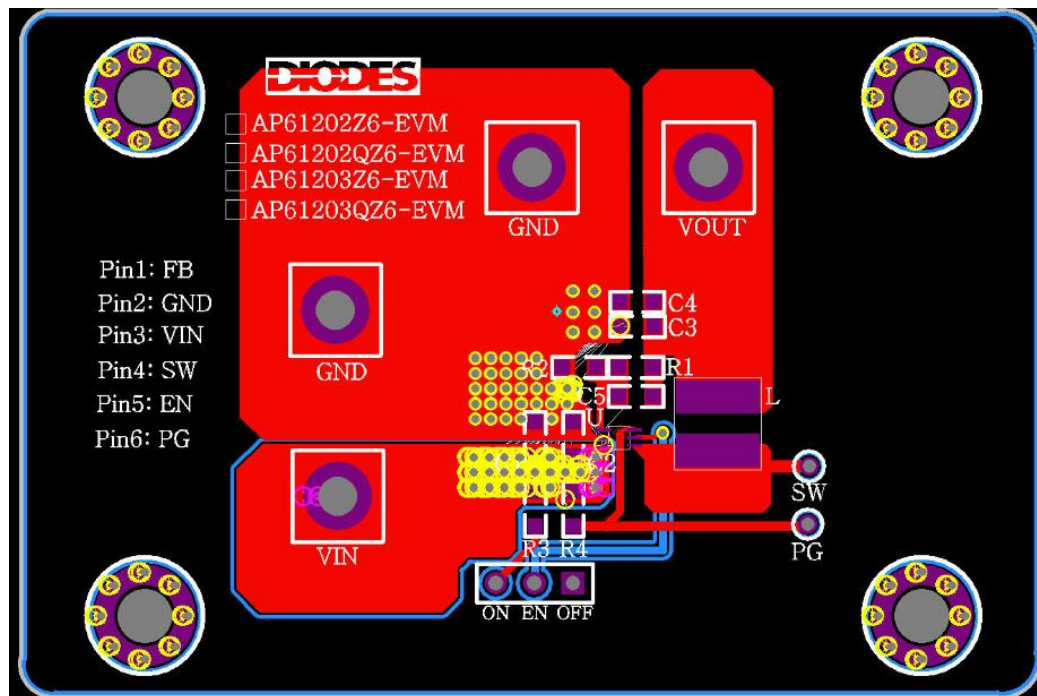 DIODES
AP61202Z6-EVM
AP61202QZ6-EVM
AP61203Z6-EVM
AP61203QZ6-EVM
GND
VOUT
Pin1: FB
Pin2: GND
Pin3: VIN
Pin4: SW
Pin5: EN
Pin6: PG
GND
C4
C3
R2
R1
C5
L
U
SW
VIN
PG
R3 R4
ON EN OFF